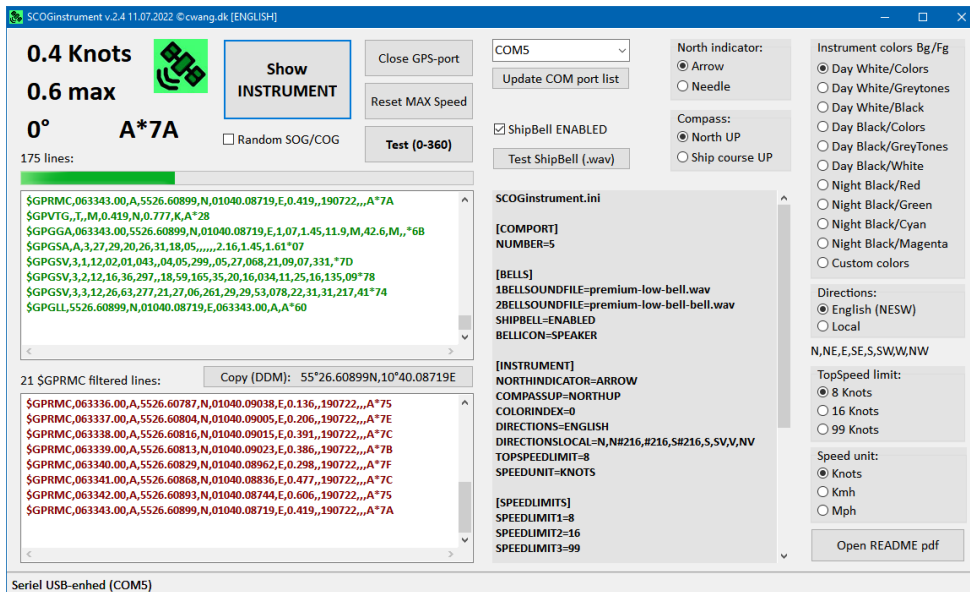 SCOGinstrument v.2.4 11.07.2022 ©cwang.dk [ENGLISH]
0.4 Knots
0.6 max
0° A*7A
175 lines:
Show
INSTRUMENT
Random SOG/COG
Close GPS-port
Reset MAX Speed
Test (0-360)
$GPRMC,063343.00,A,5526.60899,N,01040.08719,E,0.419,,190722,,,A*7A
$GPVTG,,T,,M,0.419,N,0.777,K,A*28
$GPGGA,063343.00,5526.60899,N,01040.08719,E,1,07,1.45,11.9,M,42.6,M,,*6B
$GPGSA,A,3,27,29,20,26,31,18,05,,,,,,2.16,1.45,1.61*07
$GPGSV,3,1,12,02,01,043,,04,05,299,,05,27,068,21,09,07,331,*7D
$GPGSV,3,2,12,16,36,297,,18,59,165,35,20,16,034,11,25,16,135,09*78
$GPGSV,3,3,12,26,63,277,21,27,06,261,29,29,53,078,22,31,31,217,41*74
$GPGLL,5526.60899,N,01040.08719,E,063343.00,A,A*60
21 $GPRMC filtered lines:
Copy (DDM): 55°26.60899N,10°40.08719E
$GPRMC,063336.00,A,5526.60787,N,01040.09038,E,0.136,,190722,,,A*75
$GPRMC,063337.00,A,5526.60804,N,01040.09005,E,0.206,,190722,,,A*7E
$GPRMC,063338.00,A,5526.60816,N,01040.09015,E,0.391,,190722,,,A*7C
$GPRMC,063339.00,A,5526.60813,N,01040.09023,E,0.386,,190722,,,A*7B
$GPRMC,063340.00,A,5526.60829,N,01040.08962,E,0.298,,190722,,,A*7F
$GPRMC,063341.00,A,5526.60868,N,01040.08836,E,0.477,,190722,,,A*7C
$GPRMC,063342.00,A,5526.60893,N,01040.08744,E,0.606,,190722,,,A*75
$GPRMC,063343.00,A,5526.60899,N,01040.08719,E,0.419,,190722,,,A*7A
COM5
Update COM port list
ShipBell ENABLED
Test ShipBell (.wav)
North indicator:
Arrow
Needle
Compass:
North UP
Ship course UP
SCOGinstrument.ini
[COMPORT]
NUMBER=5
[BELLS]
1BELLSOUNDFILE=premium-low-bell.wav
2BELLSOUNDFILE=premium-low-bell-bell.wav
SHIPBELL=ENABLED
BELLICON=SPEAKER
[INSTRUMENT]
NORTHINDICATOR=ARROW
COMPASSUP=NORTHUP
COLORINDEX=0
DIRECTIONS=ENGLISH
DIRECTIONSLOCAL=N,N#216,#216,S#216,S,SV,V,NV
TOPSPEEDLIMIT=8
SPEEDUNIT=KNOTS
[SPEEDLIMITS]
SPEEDLIMIT1=8
SPEEDLIMIT2=16
SPEEDLIMIT3=99
Instrument colors Bg/Fg
Day White/Colors
Day White/Greytones
Day White/Black
Day Black/Colors
Day Black/GreyTones
Day Black/White
Night Black/Red
Night Black/Green
Night Black/Cyan
Night Black/Magenta
Custom colors
Directions:
English (NESW)
Local
N,NE,E,SE,S,SW,W,NW
TopSpeed limit:
8 Knots
16 Knots
99 Knots
Speed unit:
Knots
Kmh
Mph
Open README pdf
Seriel USB-enhed (COM5)